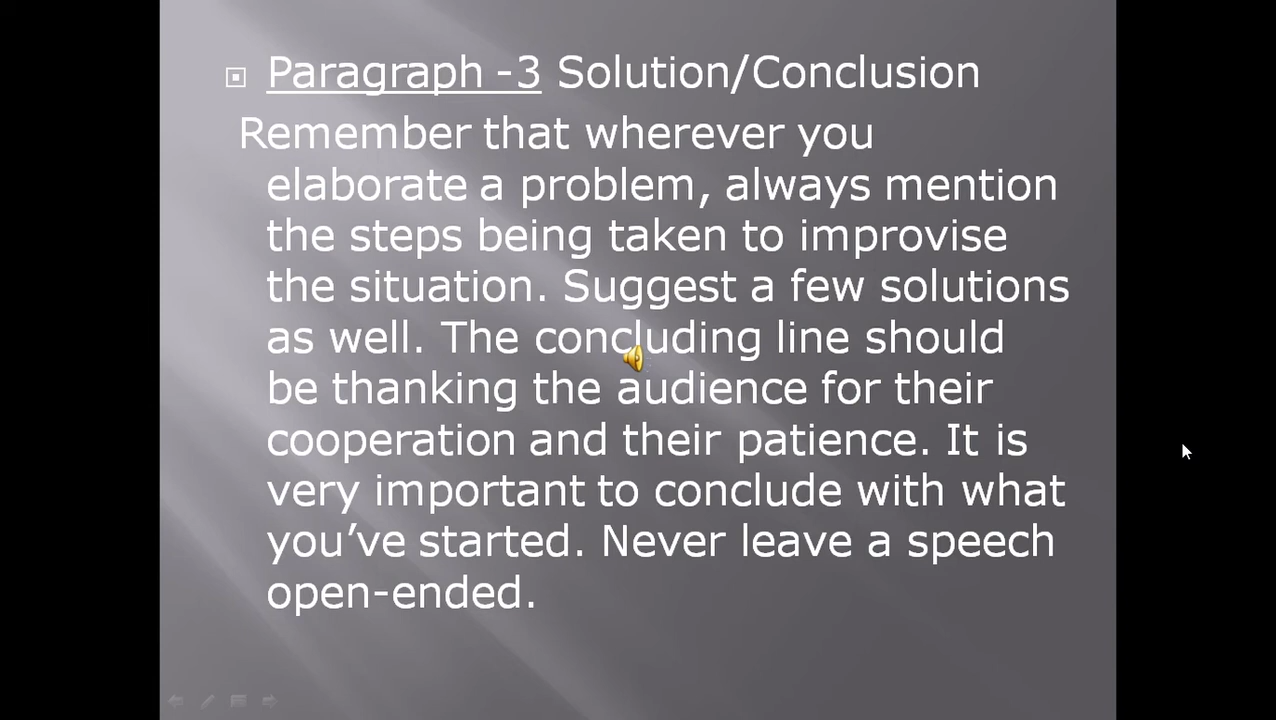 Paragraph -3 Solution/Conclusion
Remember that wherever you
elaborate a problem, always mention
the steps being taken to improvise
the situation. Suggest a few solutions
as well. The concluding line should
be thanking the audience for their
cooperation and their patience. It is
very important to conclude with what
you’ve started. Never leave a speech
open-ended.